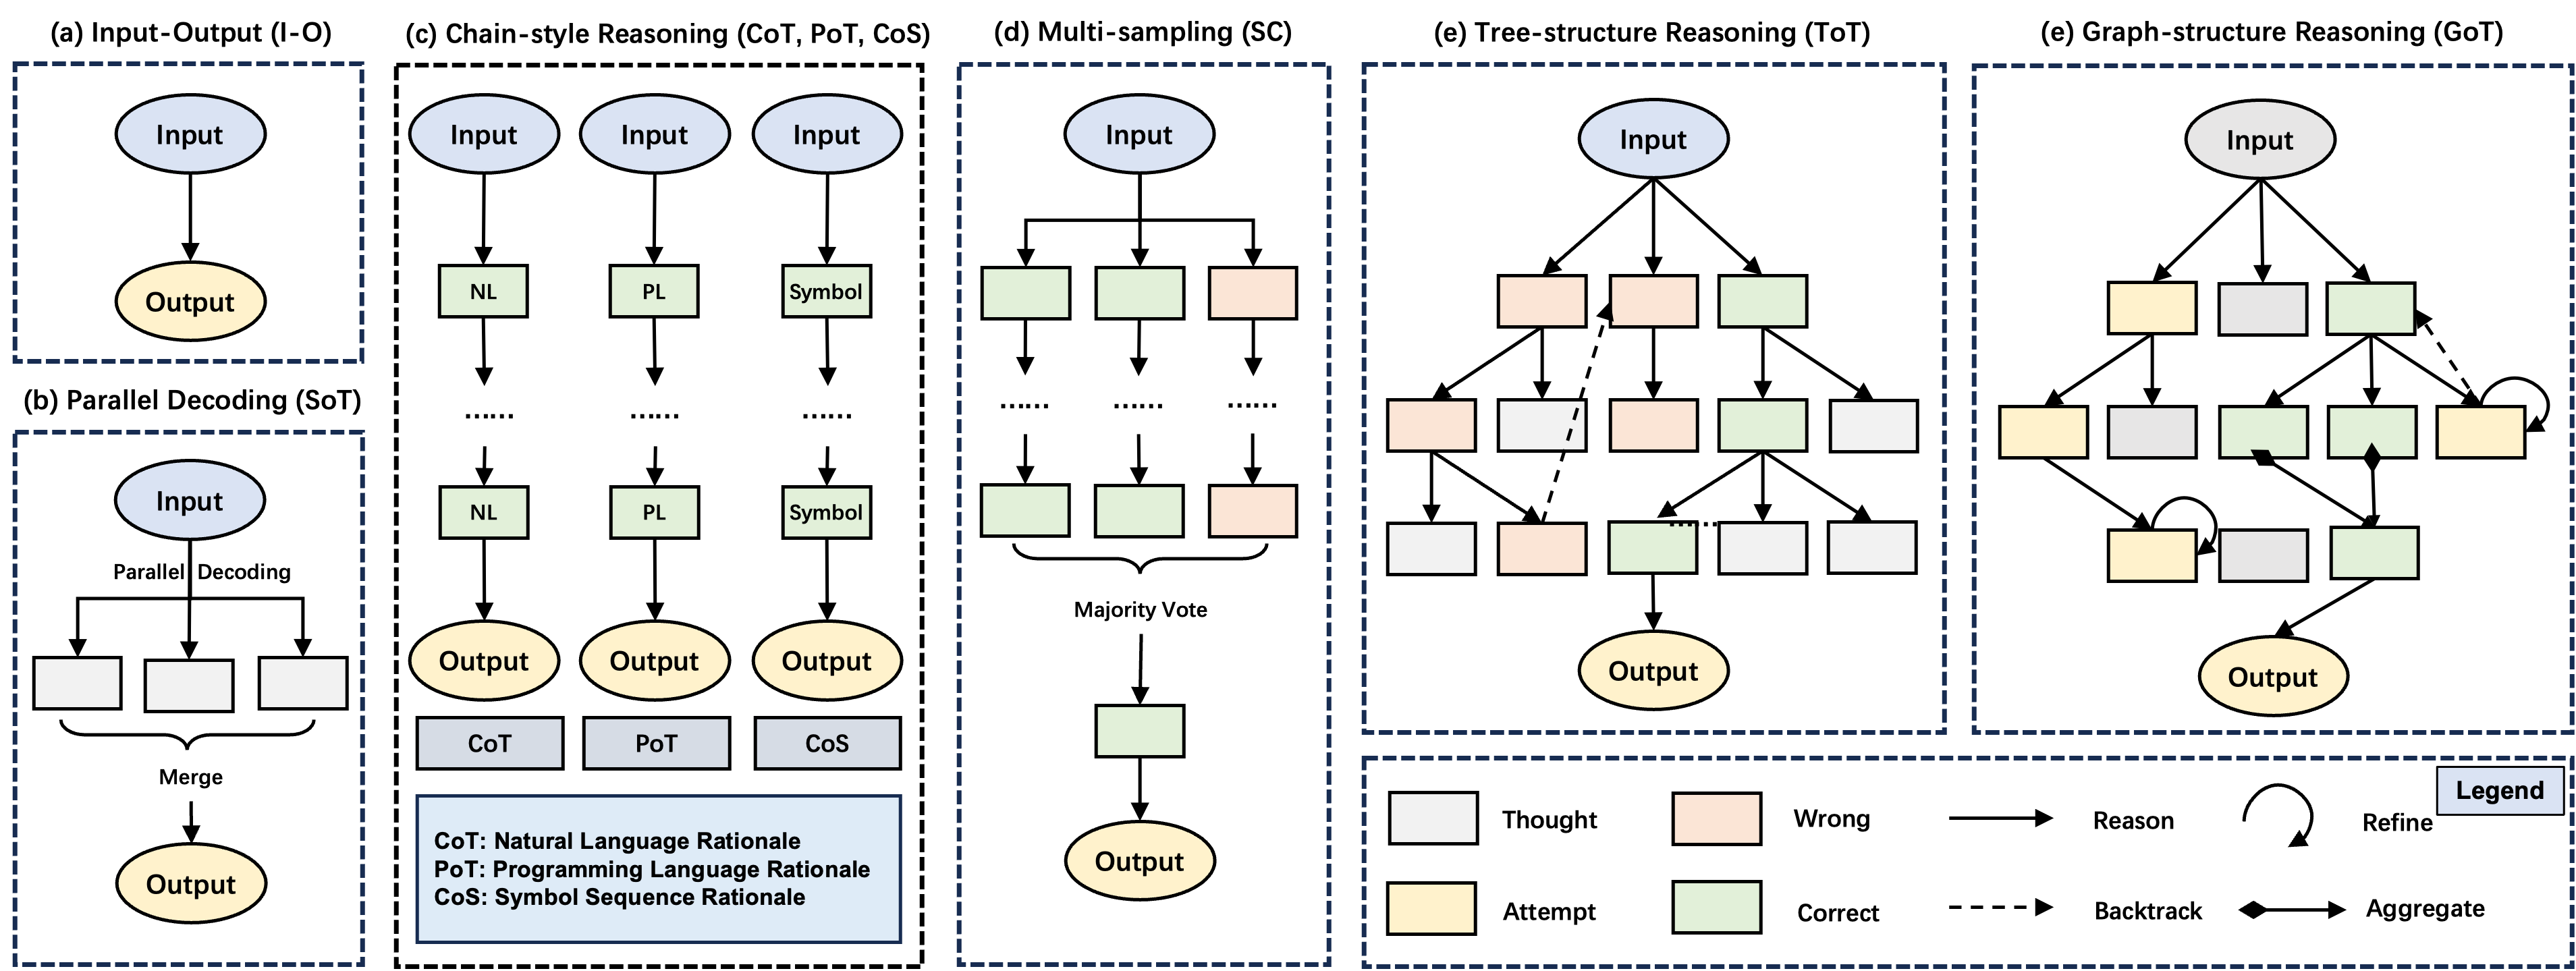 (a) Input-Output (I-O)
Input
Output
(b) Parallel Decoding (SoT)
Input
Parallel Decoding
Merge
Output
(c) Chain-style Reasoning (CoT, PoT, CoS)
Input
Input
Input
NL
PL
Symbol
......
......
......
NL
PL
Symbol
Output
Output
Output
CoT
PoT
CoS
CoT: Natural Language Rationale
PoT: Programming Language Rationale
CoS: Symbol Sequence Rationale
(d) Multi-sampling (SC)
Input
......
......
......
Majority Vote
Output
(e) Tree-structure Reasoning (ToT)
Input
......
Output
(e) Graph-structure Reasoning (GoT)
Input
Output
Legend
Thought
Wrong
Reason
Refine
Attempt
Correct
Backtrack
Aggregate